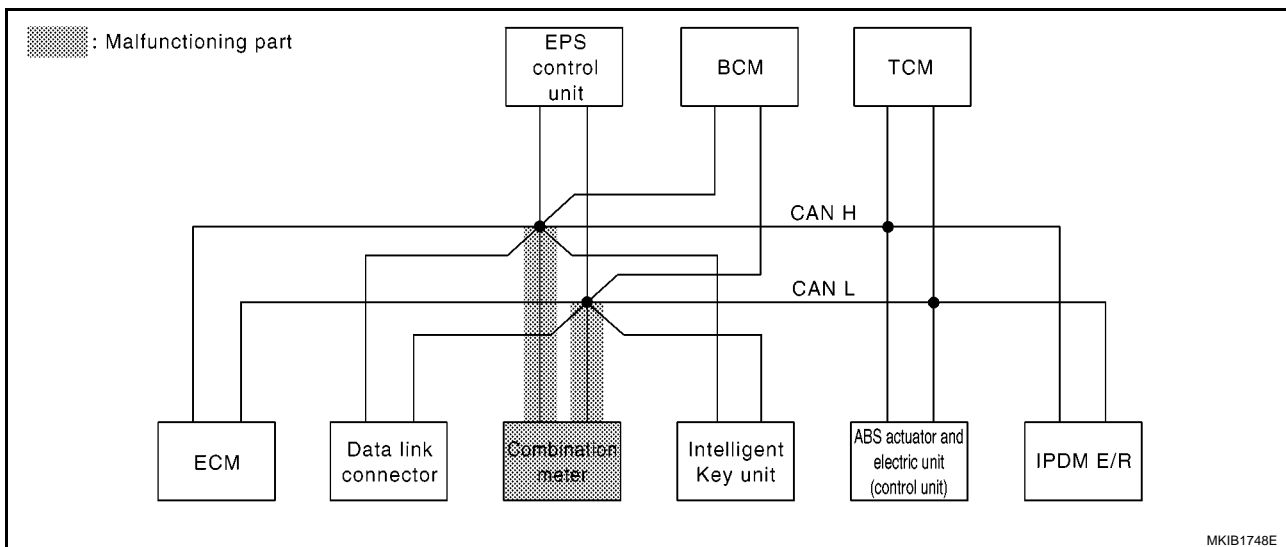 : Malfunctioning part
EPS
control
unit
BCM
TCM
CAN H
CAN L
ECM
Data link
connector
Combination
meter
Intelligent
Key unit
ABS actuator and
electric unit
(control unit)
IPDM E/R
MKIB1748E